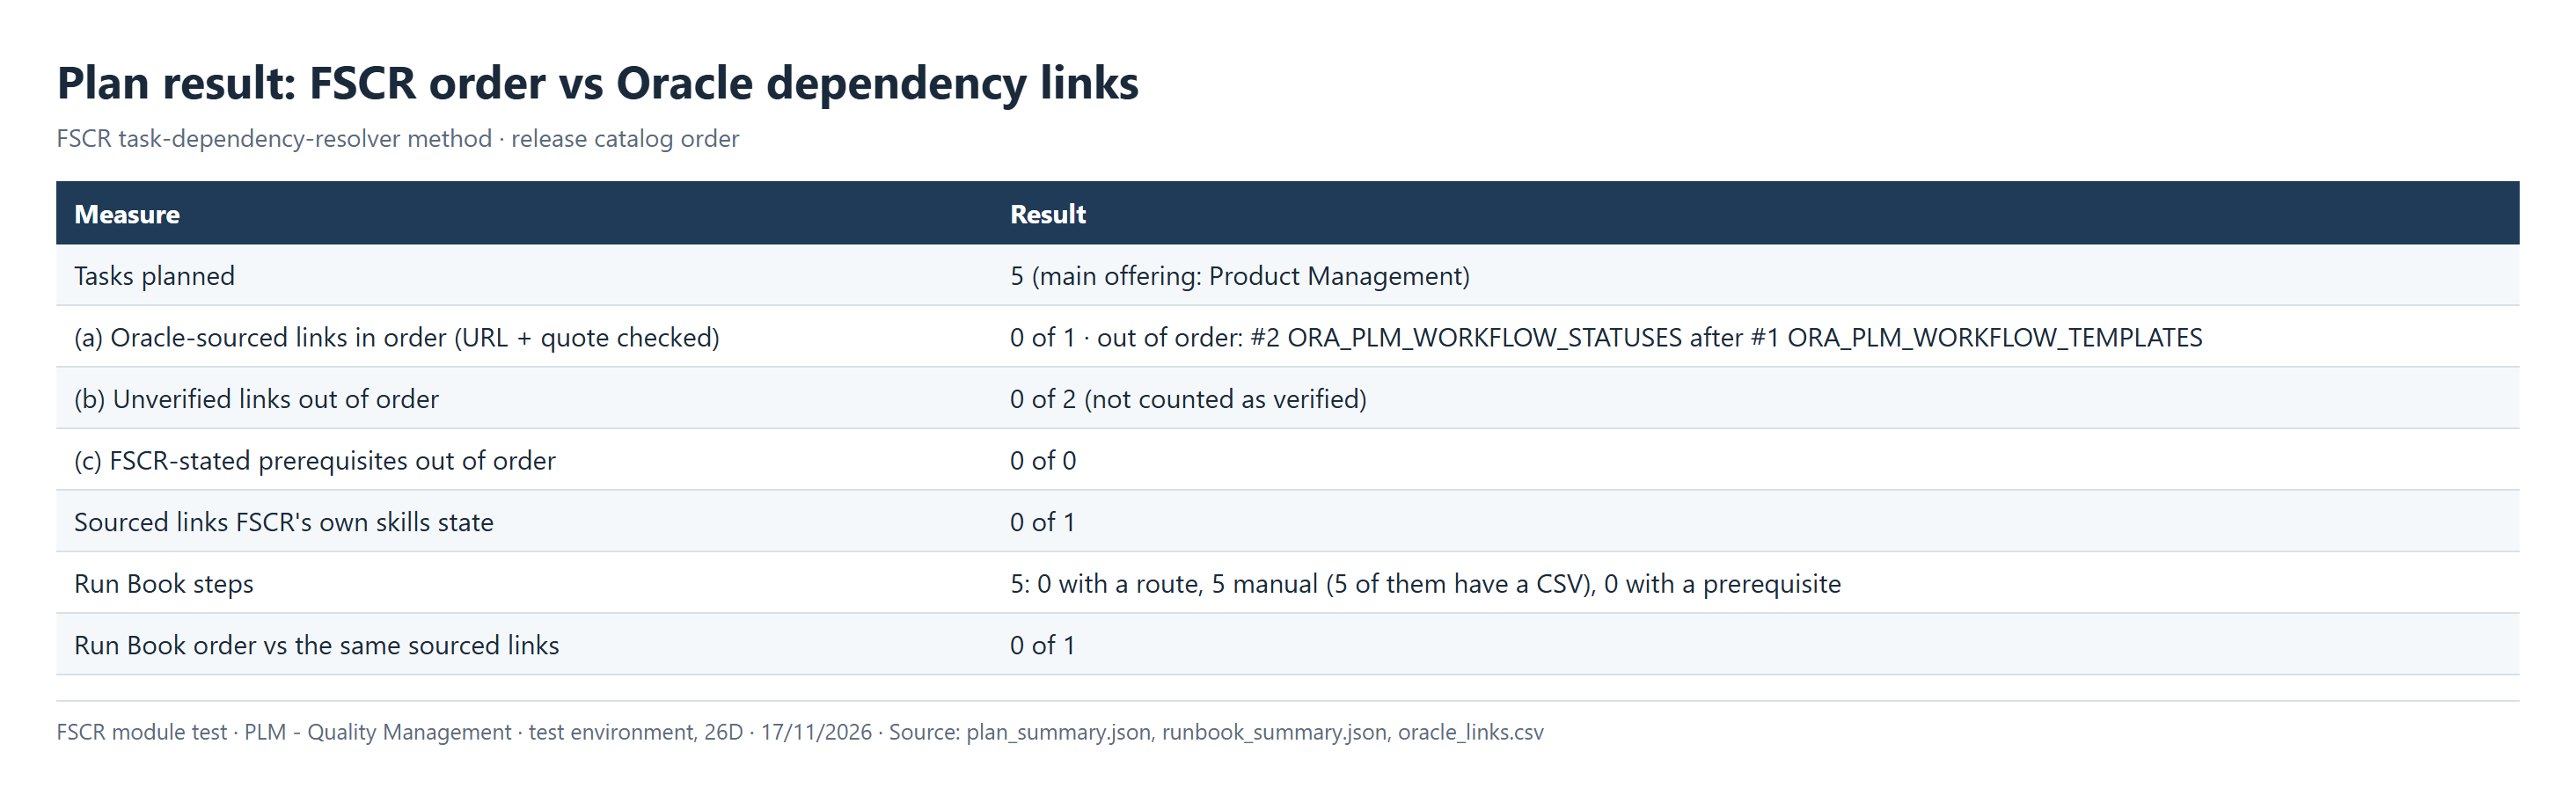 Plan result: FSCR order vs Oracle dependency links
FSCR task-dependency-resolver method · release catalog order
Measure Result
Tasks planned 5 (main offering: Product Management)
(a) Oracle-sourced links in order (URL + quote checked) 0 of 1 · out of order: #2 ORA_PLM_WORKFLOW_STATUSES after #1 ORA_PLM_WORKFLOW_TEMPLATES
(b) Unverified links out of order 0 of 2 (not counted as verified)
(c) FSCR-stated prerequisites out of order 0 of 0
Sourced links FSCR's own skills state 0 of 1
Run Book steps 5: 0 with a route, 5 manual (5 of them have a CSV), 0 with a prerequisite
Run Book order vs the same sourced links 0 of 1
FSCR module test · PLM - Quality Management · test environment, 26D · 17/11/2026 · Source: plan_summary.json, runbook_summary.json, oracle_links.csv